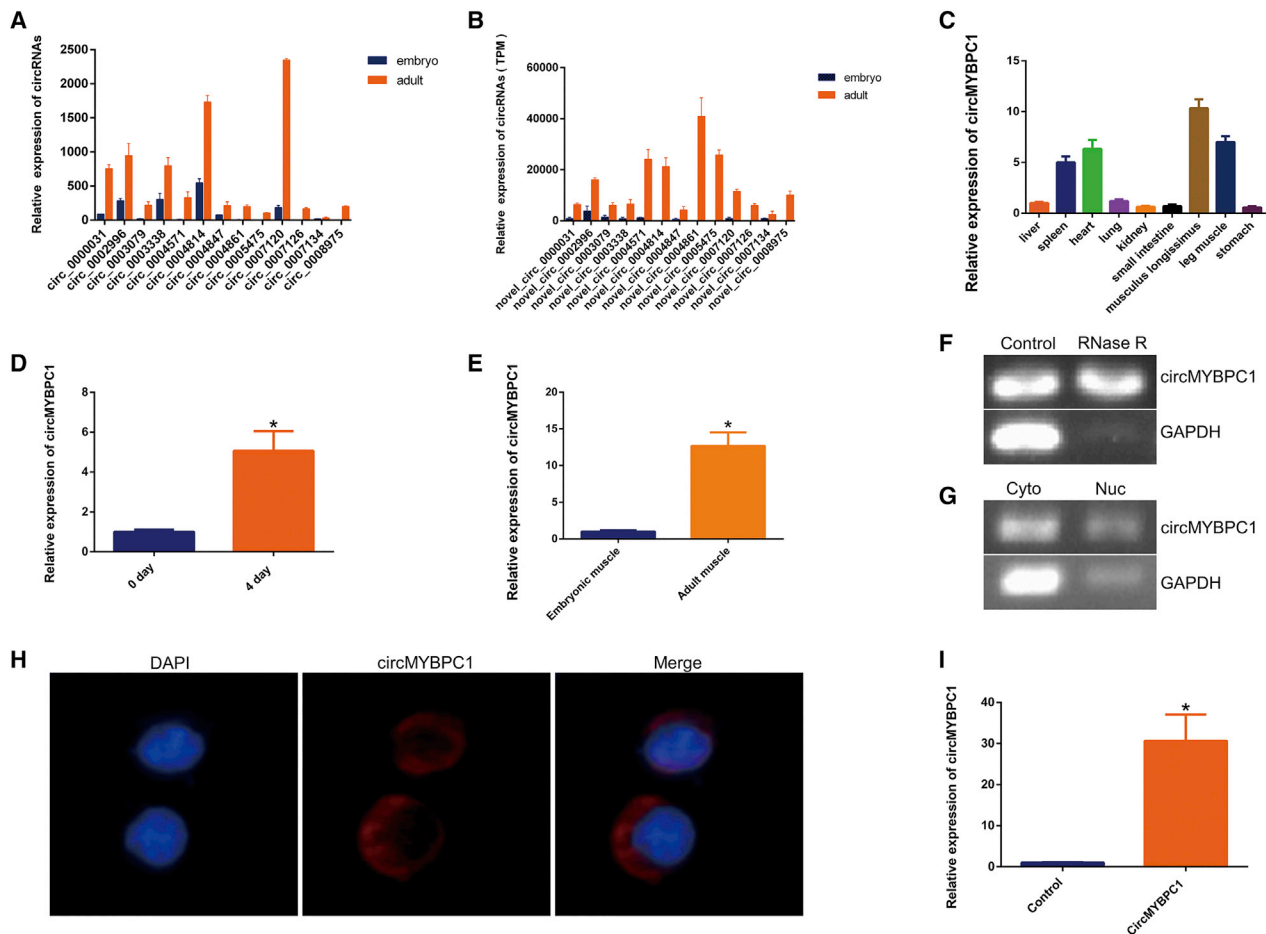 A
Relative expression of circRNAs
2500
2000
1500
1000
500
0
embryo
adult
circ_0000031
circ_0002996
circ_0003079
circ_0003338
circ_0004571
circ_0004814
circ_0004847
circ_0004861
circ_0005475
circ_0007120
circ_0007126
circ_0007134
circ_0008975
B
Relative expression of circRNAs ( TPM )
60000
40000
20000
0
embryo
adult
novel_circ_0000031
novel_circ_0002996
novel_circ_0003079
novel_circ_0003338
novel_circ_0004571
novel_circ_0004814
novel_circ_0004847
novel_circ_0004861
novel_circ_0005475
novel_circ_0007120
novel_circ_0007126
novel_circ_0007134
novel_circ_0008975
C
Relative expression of circMYBPC1
15
10
5
0
liver
spleen
heart
lung
kidney
small intestine
musculus longissimus
leg muscle
stomach
D
Relative expression of circMYBPC1
8
6
4
2
0
*
0 day
4 day
E
Relative expression of circMYBPC1
20
15
10
5
0
*
Embryonic muscle
Adult muscle
F
Control RNase R
circMYBPC1
GAPDH
G
Cyto Nuc
circMYBPC1
GAPDH
H
DAPI
circMYBPC1
Merge
I
Relative expression of circMYBPC1
40
30
20
10
0
*
Control
CircMYBPC1